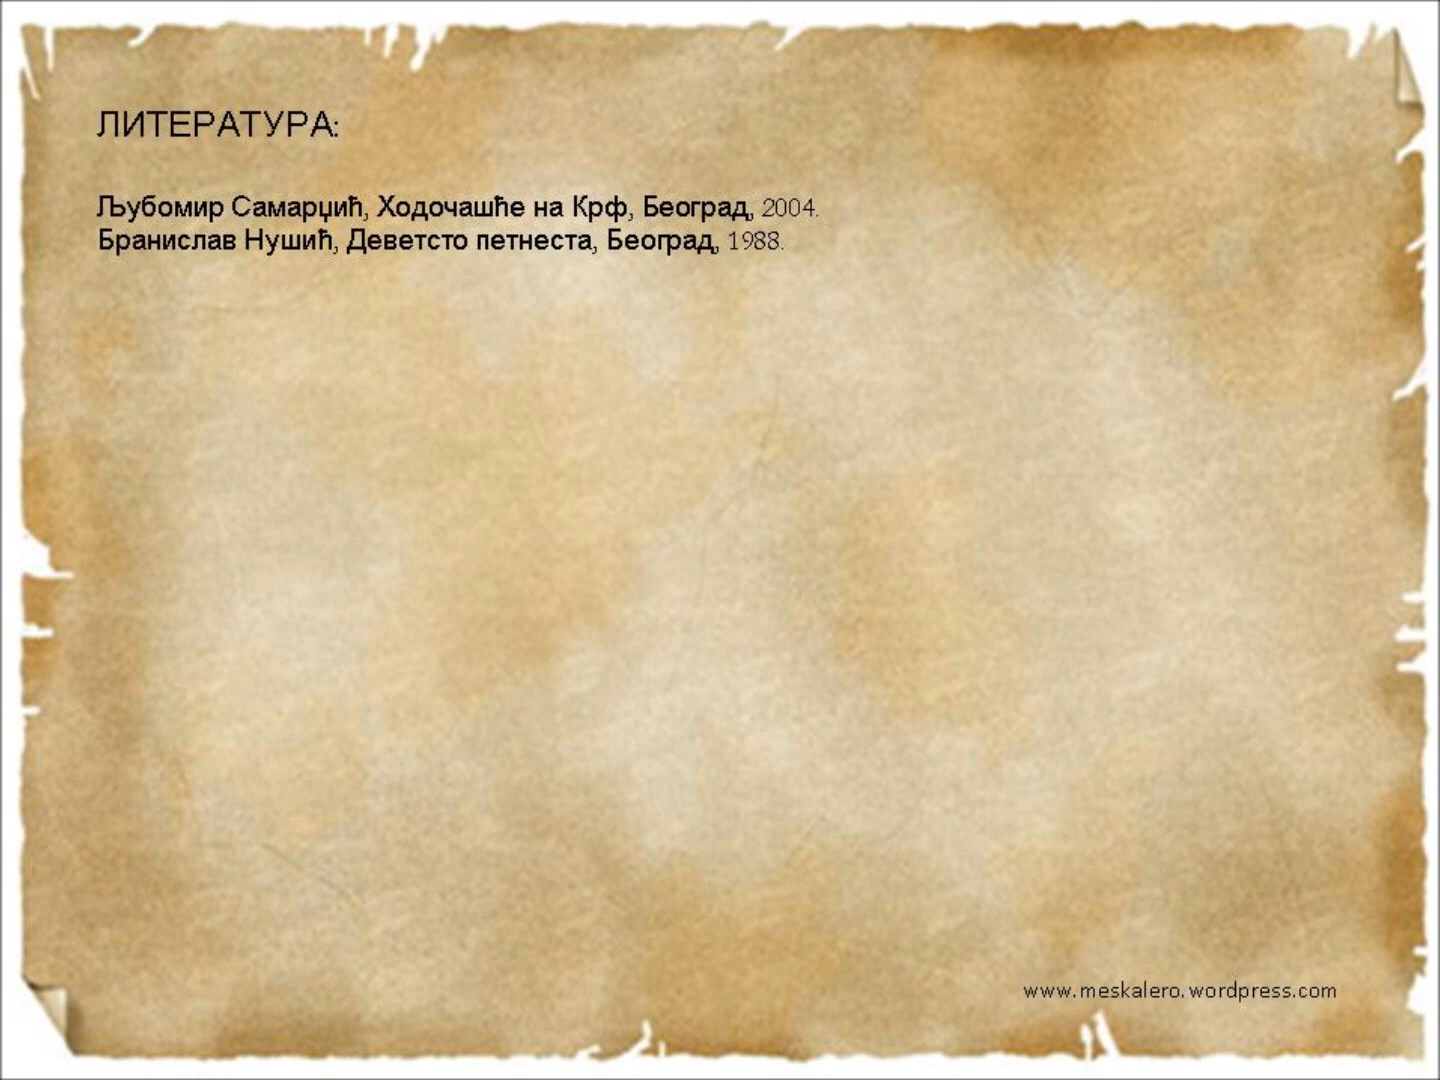 ЛИТЕРАТУРА:
Љубомир Самарџић, Ходочашће на Крф, Београд, 2004.
Бранислав Нушић, Деветсто петнеста, Београд, 1988.
www.meskalero.wordpress.com